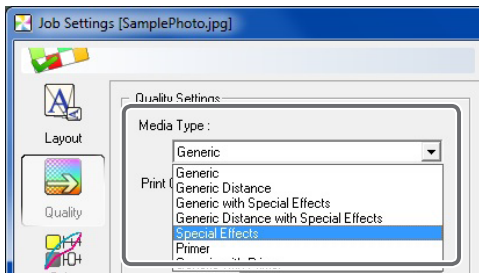 Job Settings [SamplePhoto.jpg]
Layout
Quality
Quality Settings
Media Type :
Generic
Print
Generic
Generic Distance
Generic with Special Effects
Generic Distance with Special Effects
Special Effects
Primer